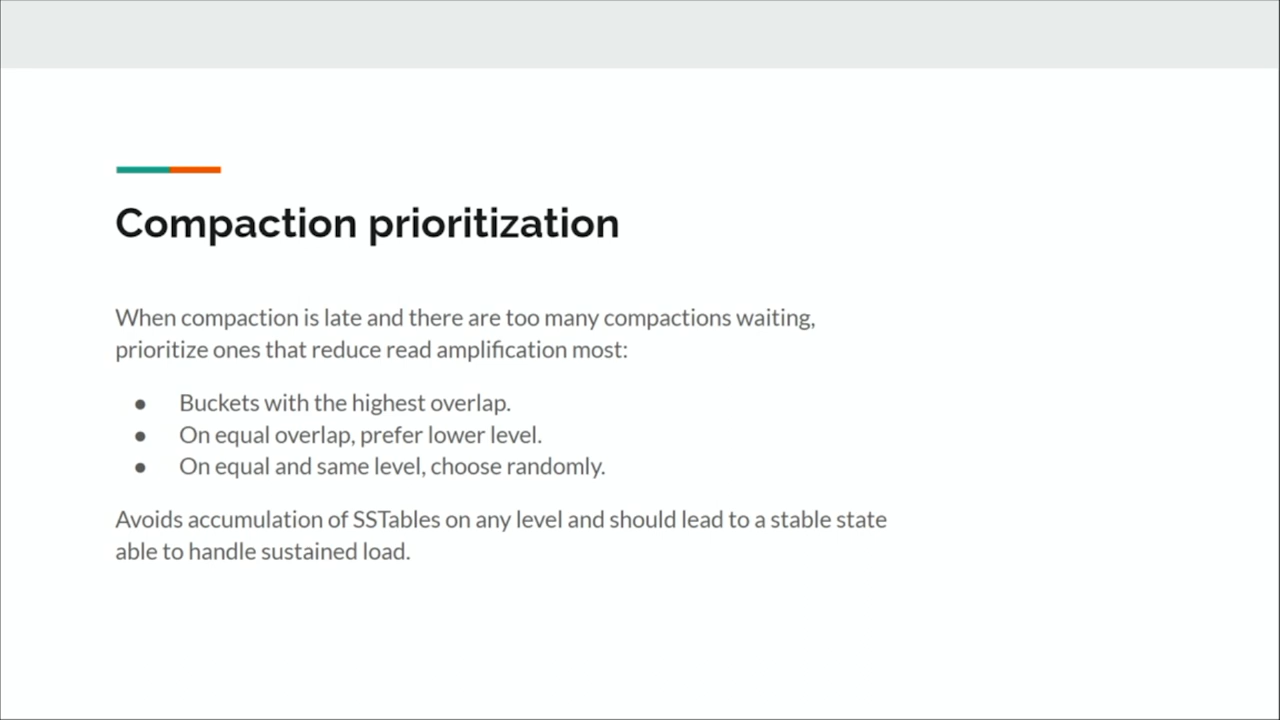 Compaction prioritization
When compaction is late and there are too many compactions waiting,
prioritize ones that reduce read amplification most:
● Buckets with the highest overlap.
● On equal overlap, prefer lower level.
● On equal and same level, choose randomly.
Avoids accumulation of SSTables on any level and should lead to a stable state
able to handle sustained load.